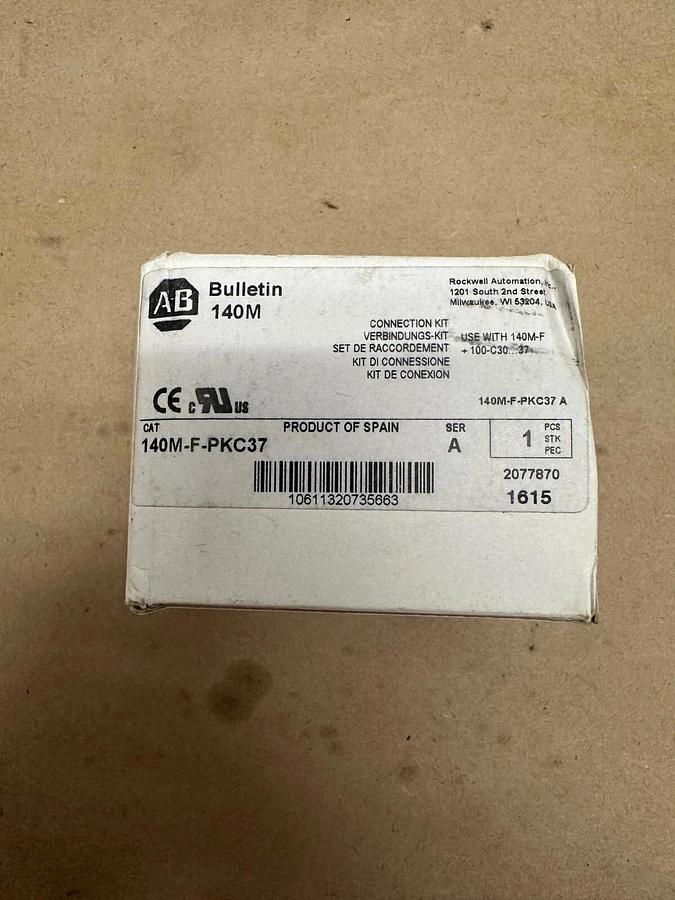 AB
Bulletin
140M
Rockwell Automation,
1201 South 2nd Street
Milwaukee, WI 53204, USA
CONNECTION KIT
VERBINDUNGS-KIT
SET DE RACCORDEMENT
KIT DI CONNESSIONE
KIT DE CONEXION
USE WITH 140M-F
+ 100-C30...37
CE c RU US
140M-F-PKC37 A
CAT
140M-F-PKC37
PRODUCT OF SPAIN
SER
A
1
PCS
STK
PEC
10611320735663
2077870
1615